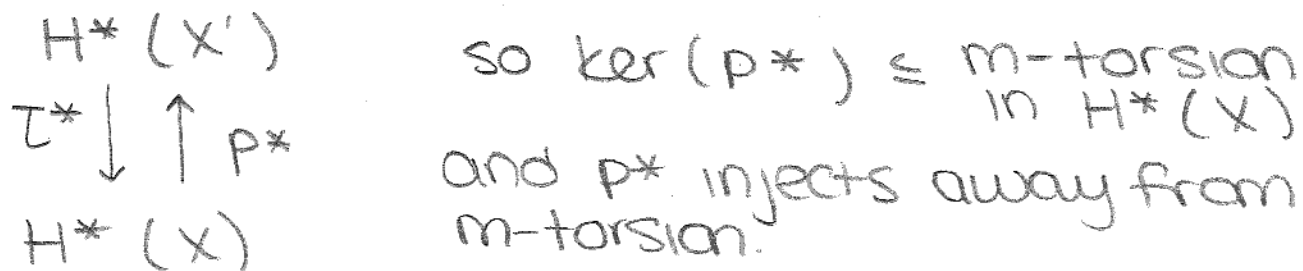 H* (X')
τ* p*
H* (X)
so ker(p*) ≤ m-torsion
in H* (X)
and p* injects away from
m-torsion.